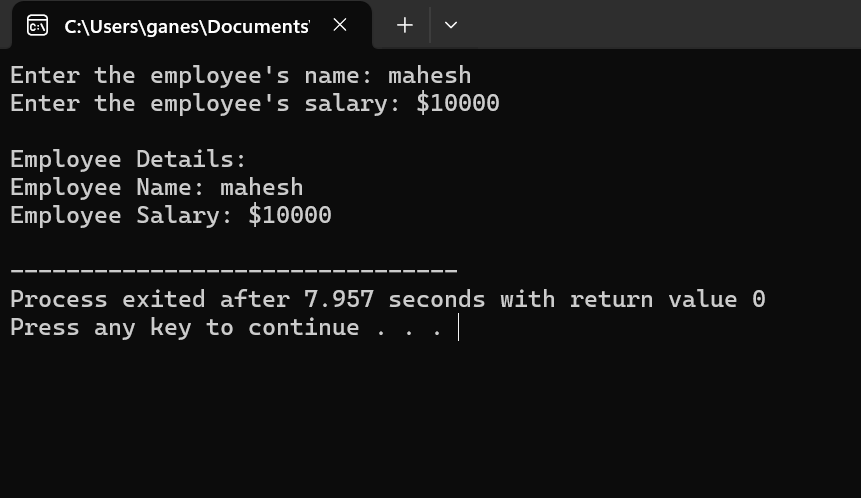 C:\Users\ganes\Documents'
Enter the employee's name: mahesh
Enter the employee's salary: $10000
Employee Details:
Employee Name: mahesh
Employee Salary: $10000
--------------------------------
Process exited after 7.957 seconds with return value 0
Press any key to continue . . .